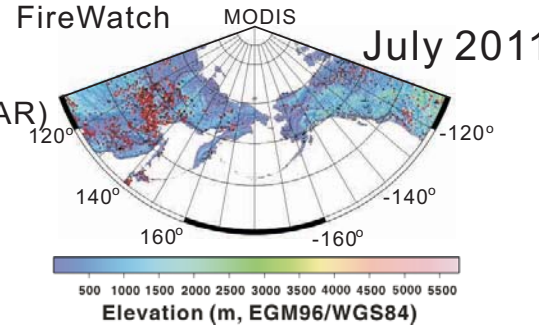 FireWatch MODIS
July 2011
AR)
120° -120°
140° -140°
160° -160°
500 1000 1500 2000 2500 3000 3500 4000 4500 5000 5500
Elevation (m, EGM96/WGS84)